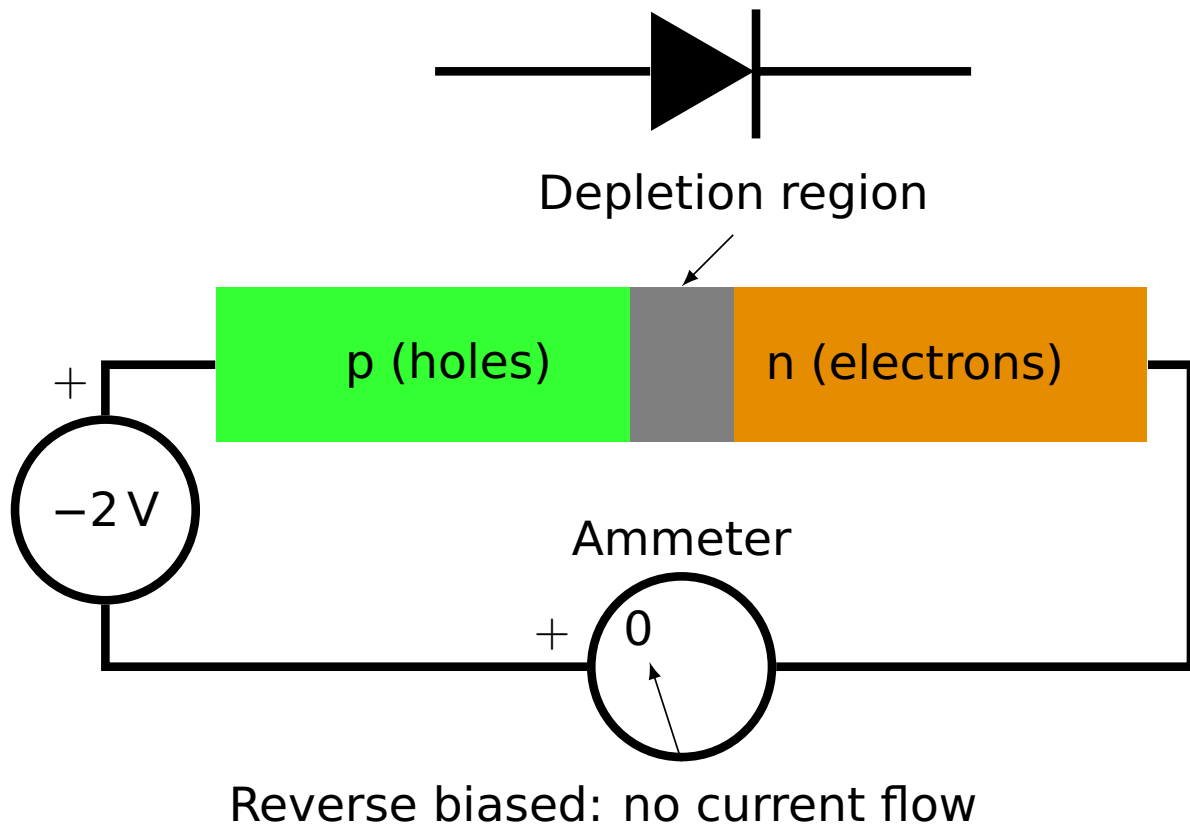 Depletion region
p (holes)
n (electrons)
+
−2 V
Ammeter
+
0
Reverse biased: no current flow